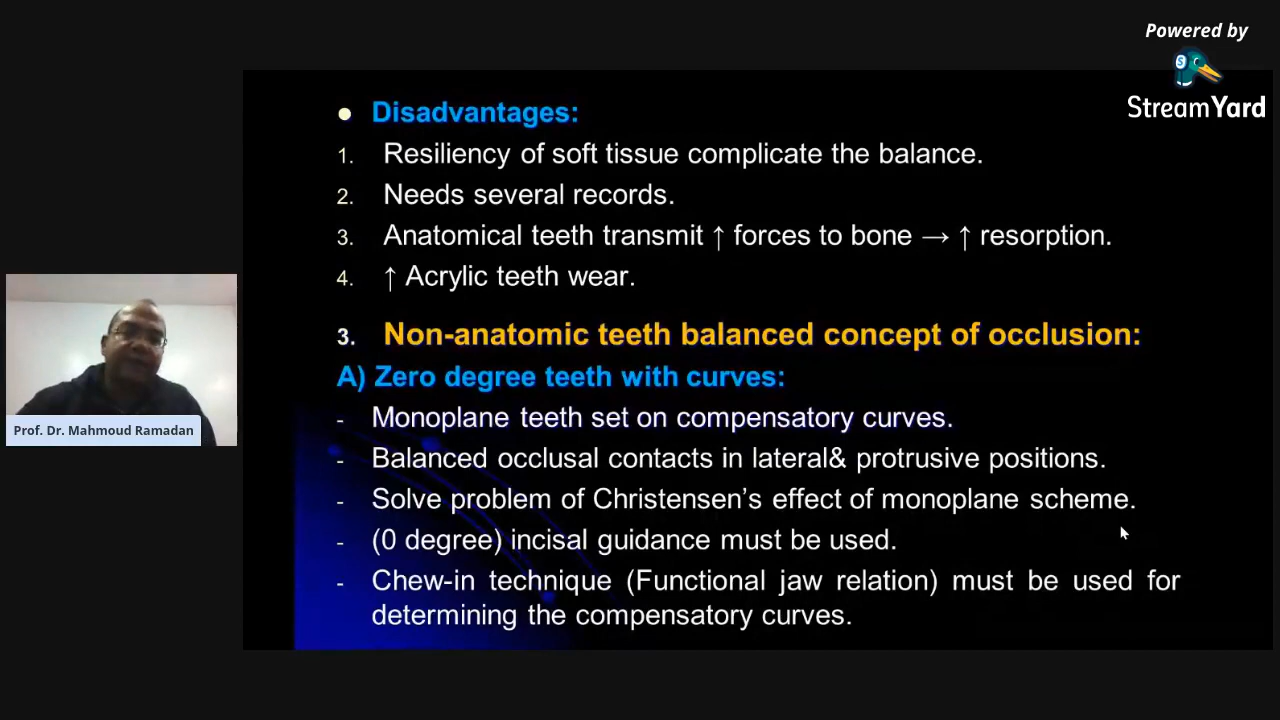 Powered by
StreamYard
● Disadvantages:
1. Resiliency of soft tissue complicate the balance.
2. Needs several records.
3. Anatomical teeth transmit ↑ forces to bone → ↑ resorption.
4. ↑ Acrylic teeth wear.
3. Non-anatomic teeth balanced concept of occlusion:
A) Zero degree teeth with curves:
- Monoplane teeth set on compensatory curves.
- Balanced occlusal contacts in lateral& protrusive positions.
- Solve problem of Christensen’s effect of monoplane scheme.
- (0 degree) incisal guidance must be used.
- Chew-in technique (Functional jaw relation) must be used for
determining the compensatory curves.
Prof. Dr. Mahmoud Ramadan